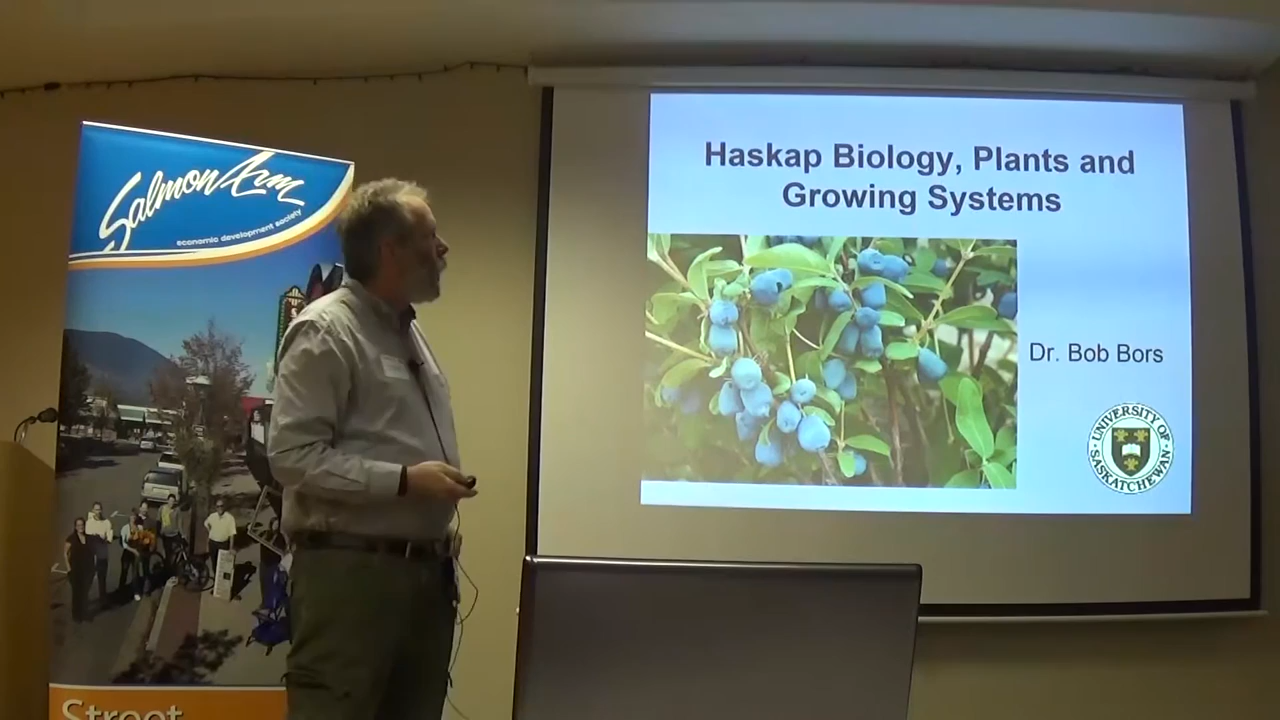 Salmon Arm
economic development society
Street
Haskap Biology, Plants and
Growing Systems
Dr. Bob Bors
UNIVERSITY OF
SASKATCHEWAN